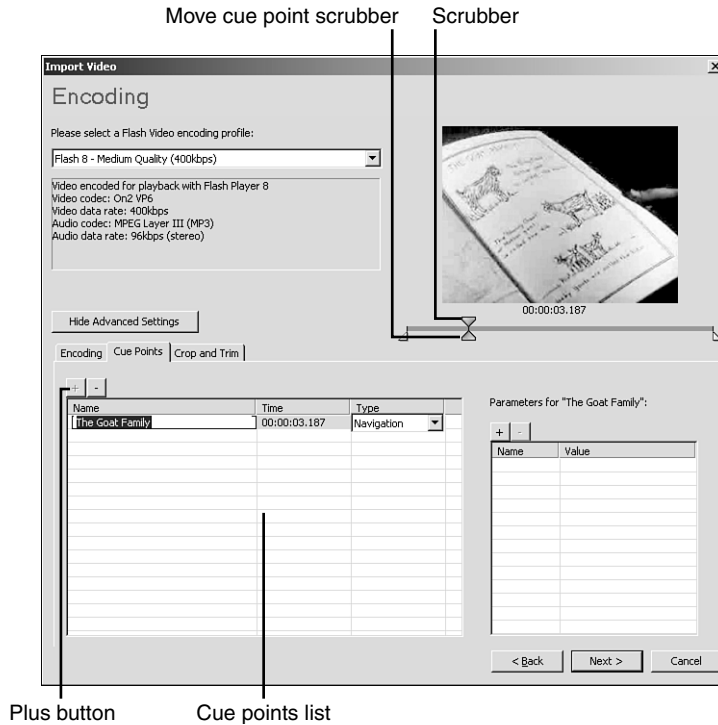 Move cue point scrubber Scrubber
Import Video
Encoding
Please select a Flash Video encoding profile:
Flash 8 - Medium Quality (400kbps)
Video encoded for playback with Flash Player 8
Video codec: On2 VP6
Video data rate: 400kbps
Audio codec: MPEG Layer III (MP3)
Audio data rate: 96kbps (stereo)
00:00:03.187
Hide Advanced Settings
Encoding Cue Points Crop and Trim
+ -
Name Time Type
The Goat Family 00:00:03.187 Navigation
Parameters for "The Goat Family":
+ -
Name Value
< Back Next > Cancel
Plus button Cue points list